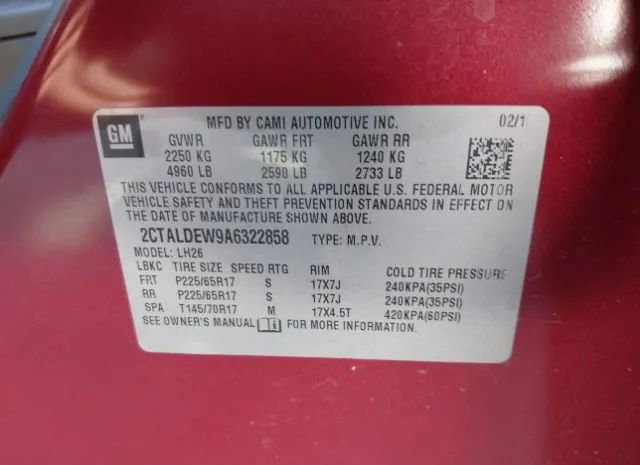 GM
MFD BY CAMI AUTOMOTIVE INC. 02/1
GVWR GAWR FRT GAWR RR
2250 KG 1175 KG 1240 KG
4960 LB 2590 LB 2733 LB
THIS VEHICLE CONFORMS TO ALL APPLICABLE U.S. FEDERAL MOTOR
VEHICLE SAFETY AND THEFT PREVENTION STANDARDS IN EFFECT ON
THE DATE OF MANUFACTURE SHOWN ABOVE.
2CTALDEW9A6322858 TYPE: M.P.V.
MODEL: LH26
LBKC TIRE SIZE SPEED RTG RIM COLD TIRE PRESSURE
FRT P225/65R17 S 17X7J 240KPA(35PSI)
RR P225/65R17 S 17X7J 240KPA(35PSI)
SPA T145/70R17 M 17X4.5T 420KPA(60PSI)
SEE OWNER'S MANUAL FOR MORE INFORMATION.